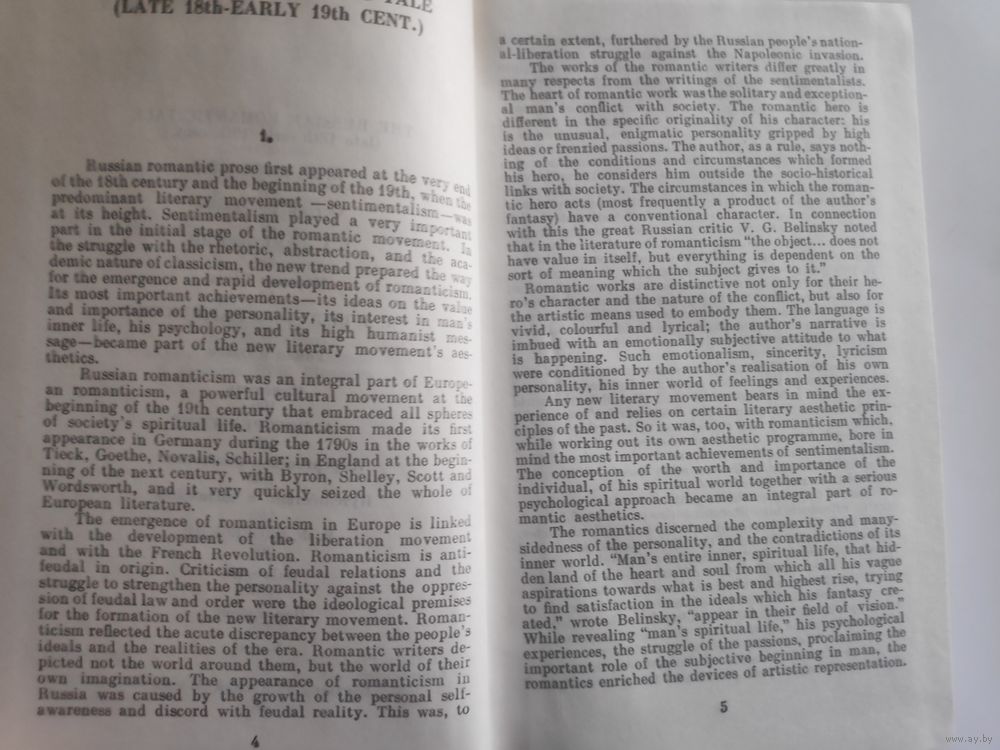 TALE
(LATE 18th-EARLY 19th CENT.)
1.
Russian romantic prose first appeared at the very end
of the 18th century and the beginning of the 19th, when the
predominant literary movement —sentimentalism—was
at its height. Sentimentalism played a very important
part in the initial stage of the romantic movement. In
the struggle with the rhetoric, abstraction, and the aca-
demic nature of classicism, the new trend prepared the way
for the emergence and rapid development of romanticism.
Its most important achievements—its ideas on the value
and importance of the personality, its interest in man's
inner life, his psychology, and its high humanist mes-
sage—became part of the new literary movement's aes-
thetics.
Russian romanticism was an integral part of Europe-
an romanticism, a powerful cultural movement at the
beginning of the 19th century that embraced all spheres
of society's spiritual life. Romanticism made its first
appearance in Germany during the 1790s in the works of
Tieck, Goethe, Novalis, Schiller; in England at the begin-
ning of the next century, with Byron, Shelley, Scott and
Wordsworth, and it very quickly seized the whole of
European literature.
The emergence of romanticism in Europe is linked
with the development of the liberation movement
and with the French Revolution. Romanticism is anti-
feudal in origin. Criticism of feudal relations and the
struggle to strengthen the personality against the oppres-
sion of feudal law and order were the ideological premises
for the formation of the new literary movement. Roman-
ticism reflected the acute discrepancy between the people's
ideals and the realities of the era. Romantic writers de-
picted not the world around them, but the world of their
own imagination. The appearance of romanticism in
Russia was caused by the growth of the personal self-
awareness and discord with feudal reality. This was, to
4
a certain extent, furthered by the Russian people's nation-
al-liberation struggle against the Napoleonic invasion.
The works of the romantic writers differ greatly in
many respects from the writings of the sentimentalists.
The heart of romantic work was the solitary and exception-
al man's conflict with society. The romantic hero is
different in the specific originality of his character: his
is the unusual, enigmatic personality gripped by high
ideas or frenzied passions. The author, as a rule, says noth-
ing of the conditions and circumstances which formed
his hero, he considers him outside the socio-historical
links with society. The circumstances in which the roman-
tic hero acts (most frequently a product of the author's
fantasy) have a conventional character. In connection
with this the great Russian critic V. G. Belinsky noted
that in the literature of romanticism "the object... does not
have value in itself, but everything is dependent on the
sort of meaning which the subject gives to it."
Romantic works are distinctive not only for their he-
ro's character and the nature of the conflict, but also for
the artistic means used to embody them. The language is
vivid, colourful and lyrical; the author's narrative is
imbued with an emotionally subjective attitude to what
is happening. Such emotionalism, sincerity, lyricism
were conditioned by the author's realisation of his own
personality, his inner world of feelings and experiences.
Any new literary movement bears in mind the ex-
perience of and relies on certain literary aesthetic prin-
ciples of the past. So it was, too, with romanticism which,
while working out its own aesthetic programme, bore in
mind the most important achievements of sentimentalism.
The conception of the worth and importance of the
individual, of his spiritual world together with a serious
psychological approach became an integral part of ro-
mantic aesthetics.
The romantics discerned the complexity and many-
sidedness of the personality, and the contradictions of its
inner world. "Man's entire inner, spiritual life, that hid-
den land of the heart and soul from which all his vague
aspirations towards what is best and highest rise, trying
to find satisfaction in the ideals which his fantasy cre-
ated," wrote Belinsky, "appear in their field of vision."
While revealing "man's spiritual life," his psychological
experiences, the struggle of the passions, proclaiming the
important role of the subjective beginning in man, the
romantics enriched the devices of artistic representation.
5
www.ay.by